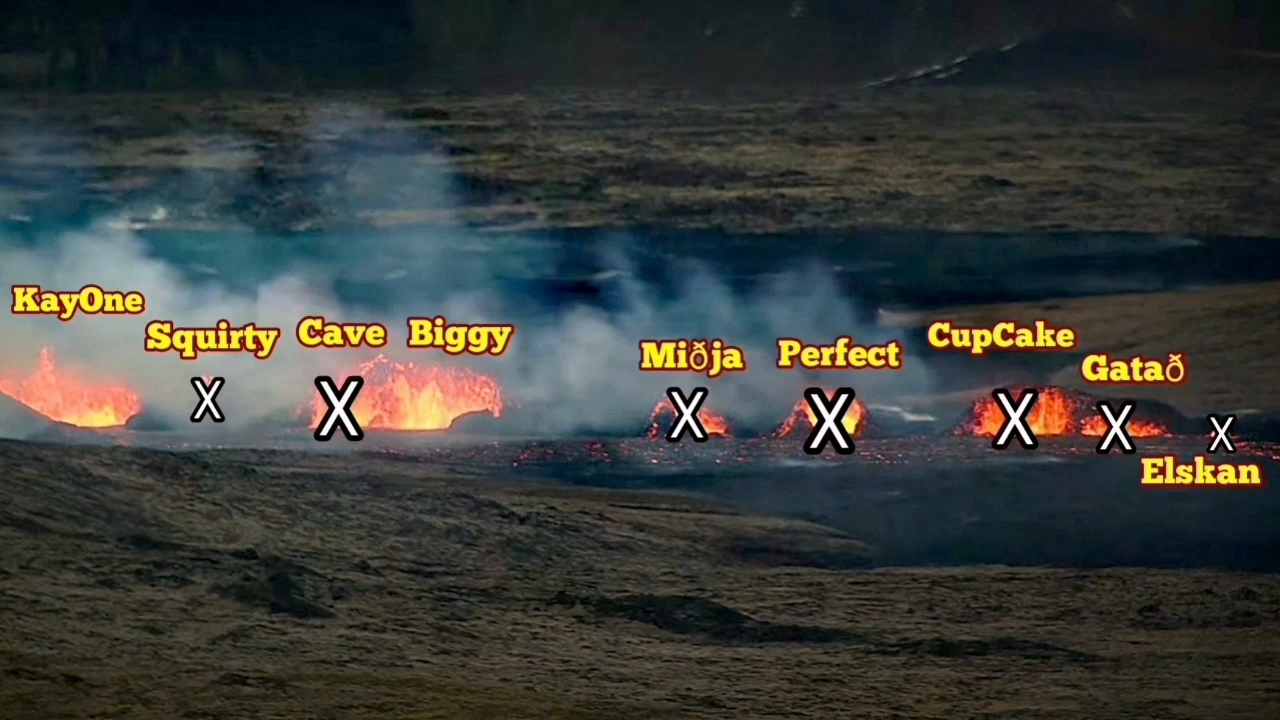 KayOne
Squirty
Cave
Biggy
Miðja
Perfect
CupCake
Gatað
Elskan
X
X
X
X
X
X
X